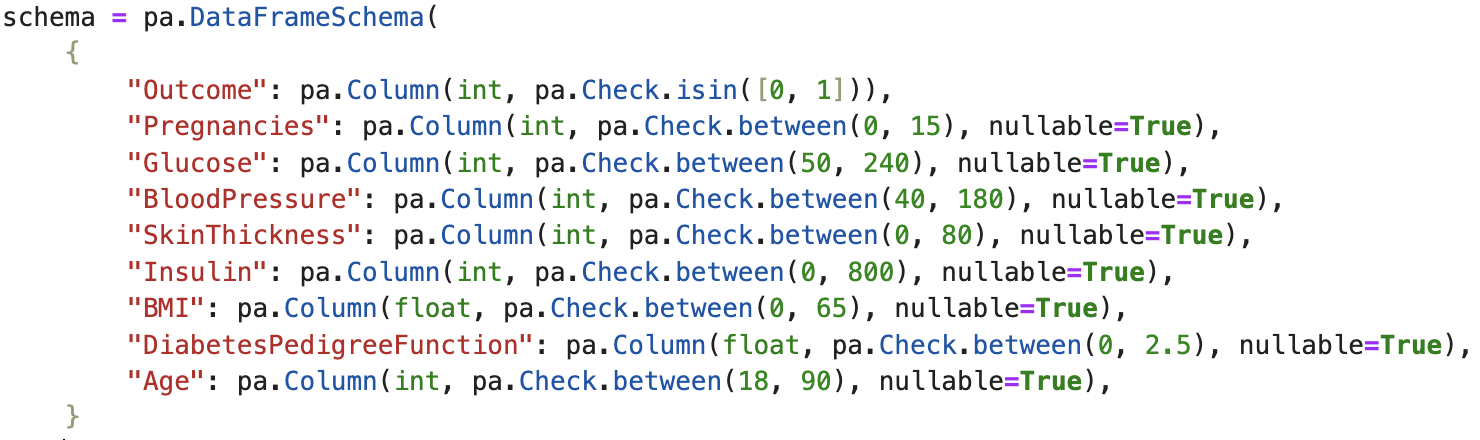 schema = pa.DataFrameSchema(
    {
        "Outcome": pa.Column(int, pa.Check.isin([0, 1])),
        "Pregnancies": pa.Column(int, pa.Check.between(0, 15), nullable=True),
        "Glucose": pa.Column(int, pa.Check.between(50, 240), nullable=True),
        "BloodPressure": pa.Column(int, pa.Check.between(40, 180), nullable=True),
        "SkinThickness": pa.Column(int, pa.Check.between(0, 80), nullable=True),
        "Insulin": pa.Column(int, pa.Check.between(0, 800), nullable=True),
        "BMI": pa.Column(float, pa.Check.between(0, 65), nullable=True),
        "DiabetesPedigreeFunction": pa.Column(float, pa.Check.between(0, 2.5), nullable=True),
        "Age": pa.Column(int, pa.Check.between(18, 90), nullable=True),
    }